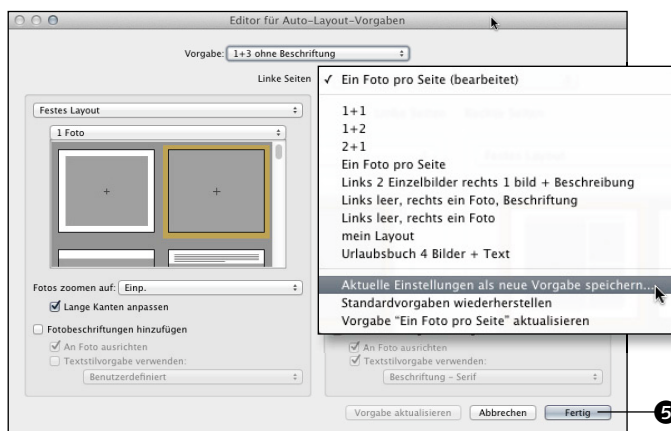 Editor für Auto-Layout-Vorgaben
Vorgabe: 1+3 ohne Beschriftung
Linke Seiten
Festes Layout
1 Foto
Fotos zoomen auf: Einp.
Lange Kanten anpassen
Fotobeschriftungen hinzufügen
An Foto ausrichten
Textstilvorgabe verwenden:
Benutzerdefiniert
✓ Ein Foto pro Seite (bearbeitet)
1+1
1+2
2+1
Ein Foto pro Seite
Links 2 Einzelbilder rechts 1 bild + Beschreibung
Links leer, rechts ein Foto, Beschriftung
Links leer, rechts ein Foto
mein Layout
Urlaubsbuch 4 Bilder + Text
Aktuelle Einstellungen als neue Vorgabe speichern...
Standardvorgaben wiederherstellen
Vorgabe “Ein Foto pro Seite” aktualisieren
An Foto ausrichten
Textstilvorgabe verwenden:
Beschriftung – Serif
Vorgabe aktualisieren
Abbrechen
Fertig
5